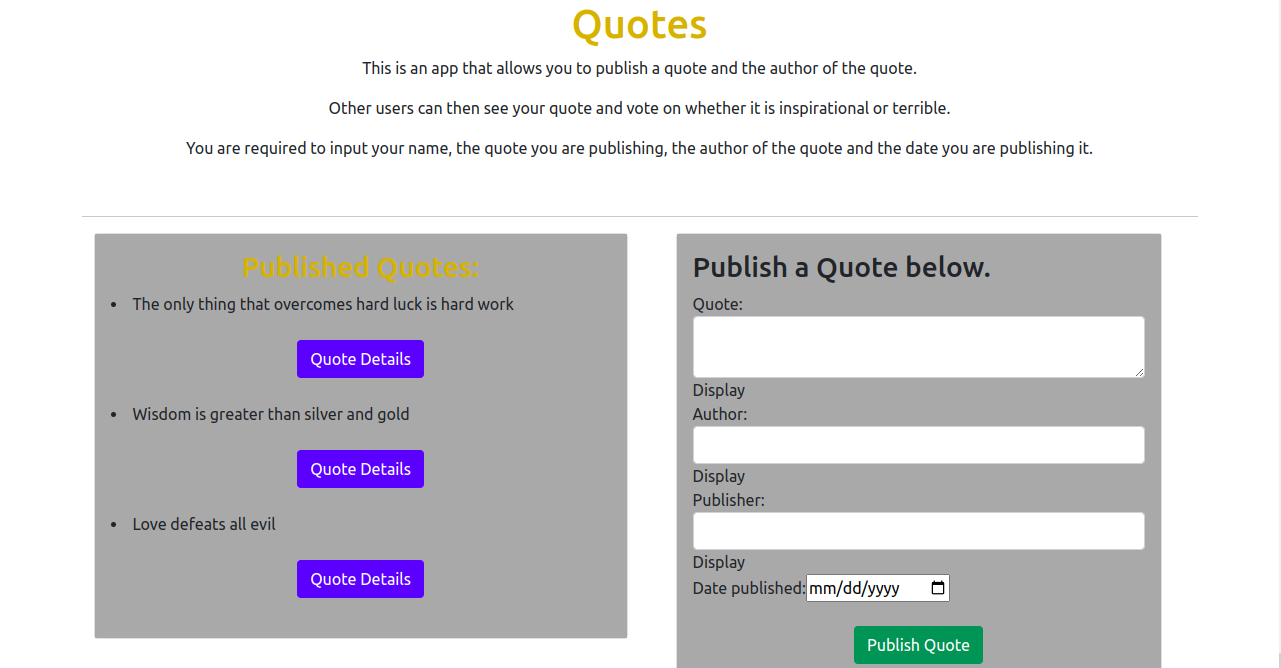 Quotes
This is an app that allows you to publish a quote and the author of the quote.
Other users can then see your quote and vote on whether it is inspirational or terrible.
You are required to input your name, the quote you are publishing, the author of the quote and the date you are publishing it.
Published Quotes:
• The only thing that overcomes hard luck is hard work
Quote Details
• Wisdom is greater than silver and gold
Quote Details
• Love defeats all evil
Quote Details
Publish a Quote below.
Quote:
Display
Author:
Display
Publisher:
Display
Date published: mm/dd/yyyy
Publish Quote